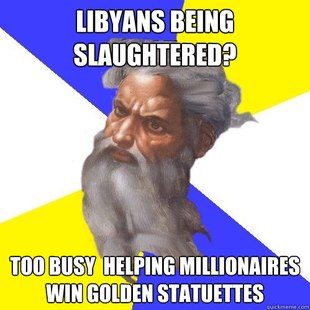 LIBYANS BEING
SLAUGHTERED?
TOO BUSY HELPING MILLIONAIRES
WIN GOLDEN STATUETTES
quickmeme.com